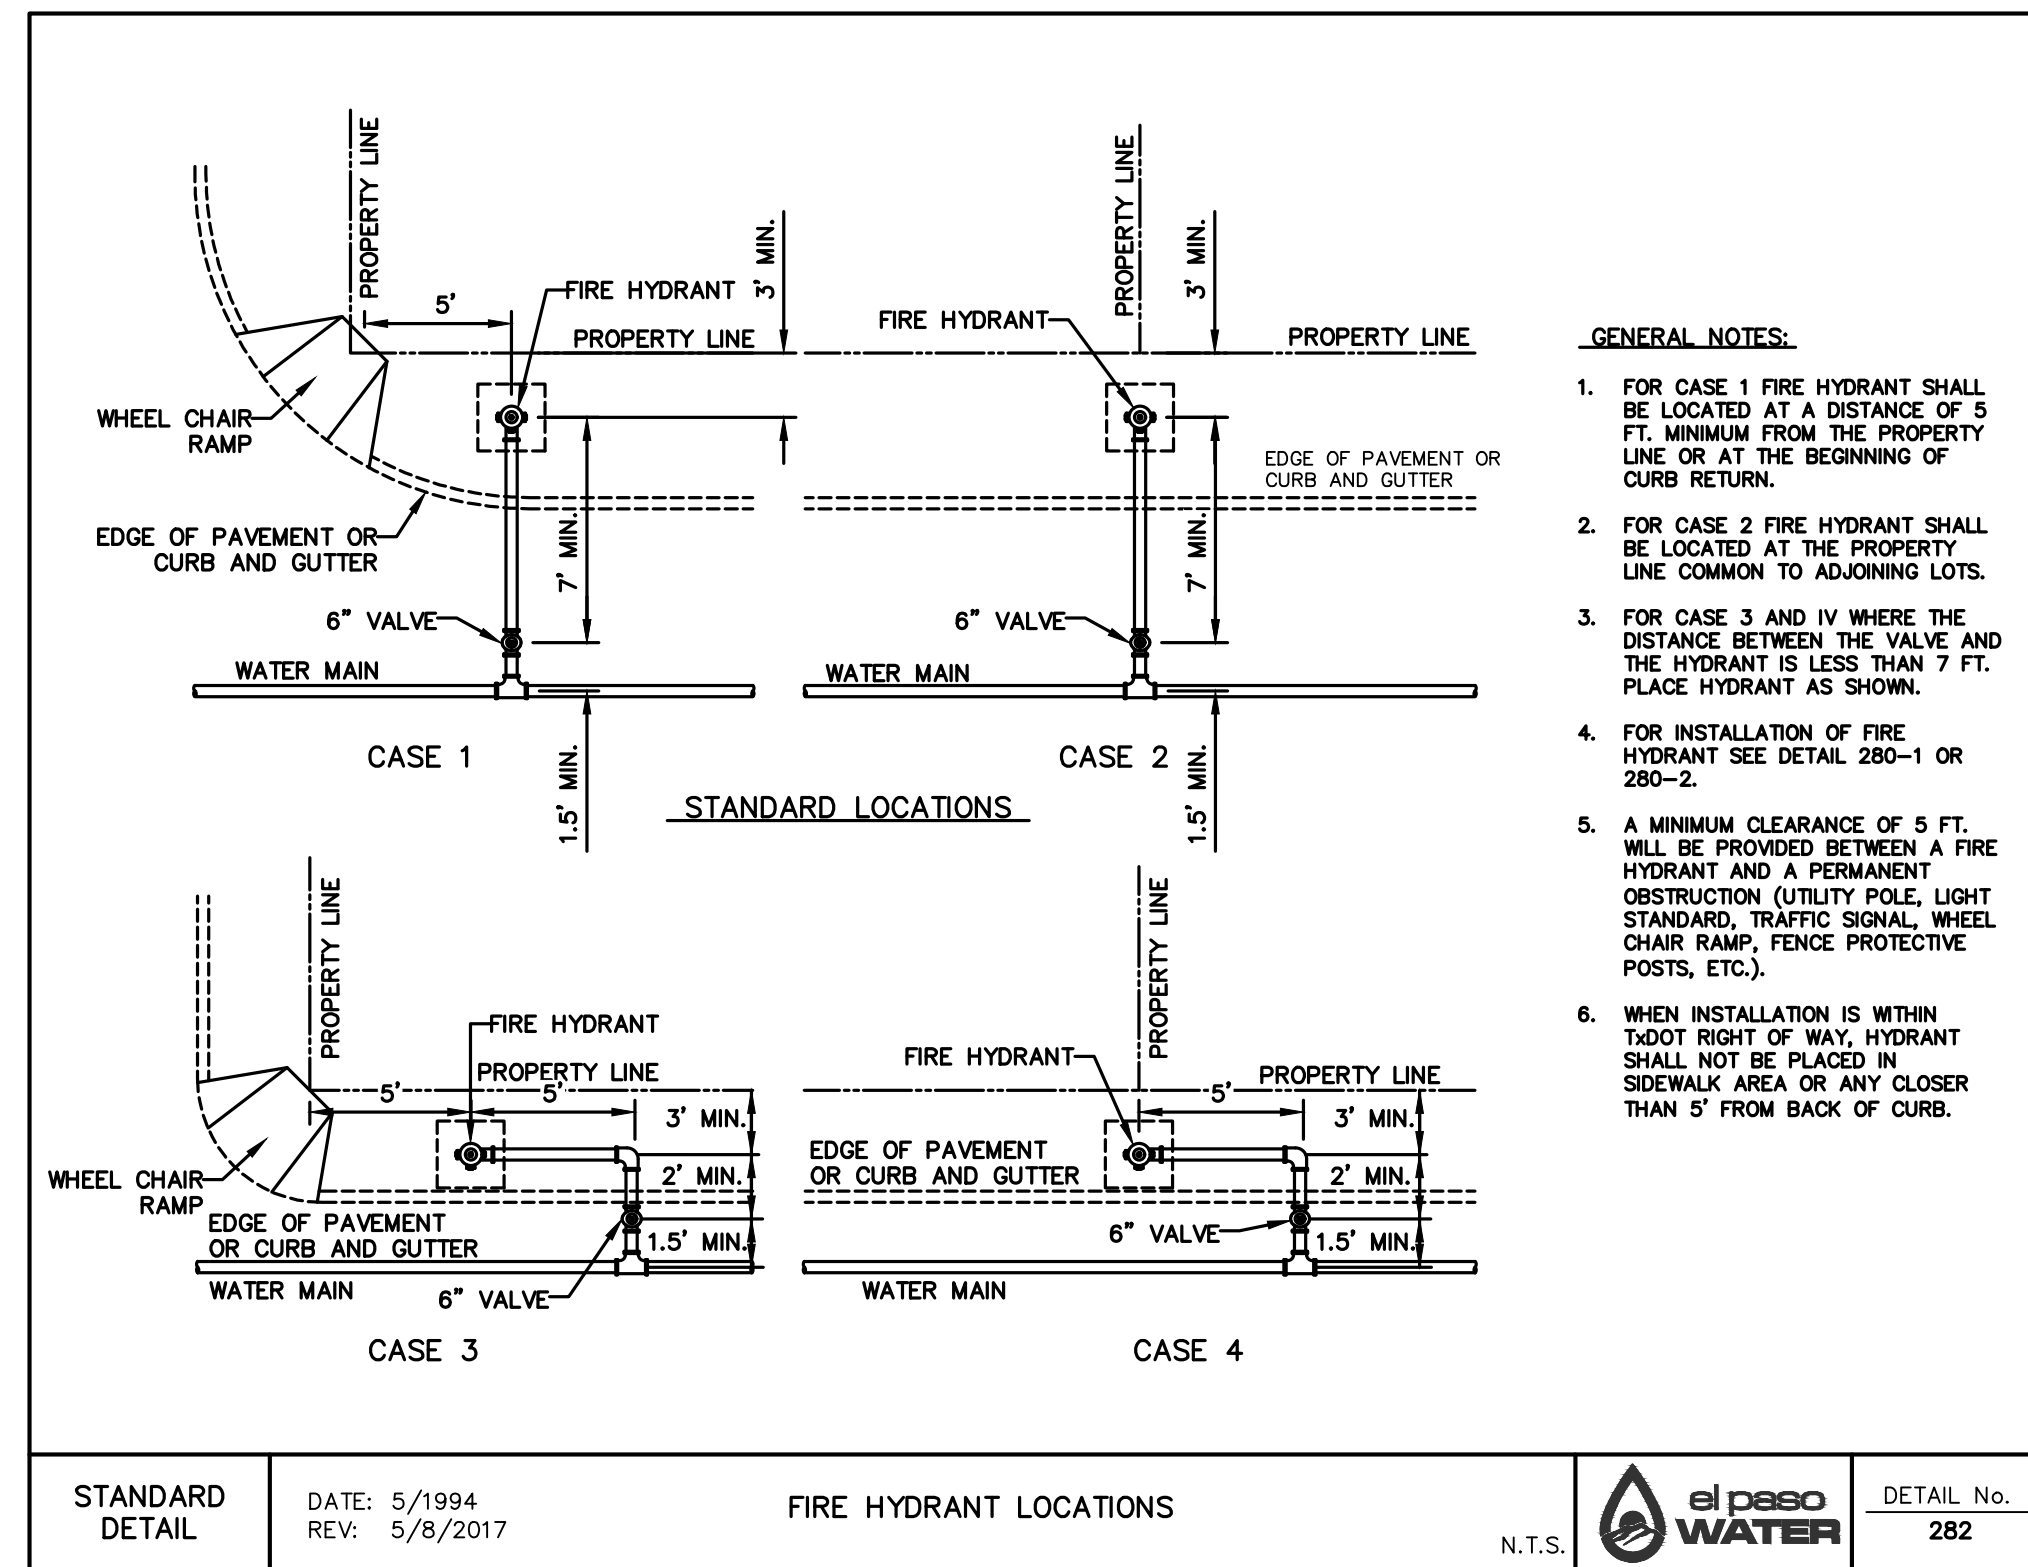 PROPERTY LINE
5'
FIRE HYDRANT
3' MIN.
PROPERTY LINE
WHEEL CHAIR
RAMP
EDGE OF PAVEMENT OR
CURB AND GUTTER
7' MIN.
6" VALVE
WATER MAIN
1.5' MIN.
CASE 1
PROPERTY LINE
3' MIN.
FIRE HYDRANT
PROPERTY LINE
EDGE OF PAVEMENT OR
CURB AND GUTTER
7' MIN.
6" VALVE
WATER MAIN
1.5' MIN.
CASE 2
STANDARD LOCATIONS
PROPERTY LINE
FIRE HYDRANT
PROPERTY LINE
5'
5'
3' MIN.
2' MIN.
WHEEL CHAIR
RAMP
EDGE OF PAVEMENT
OR CURB AND GUTTER
1.5' MIN.
WATER MAIN
6" VALVE
CASE 3
PROPERTY LINE
FIRE HYDRANT
PROPERTY LINE
5'
3' MIN.
EDGE OF PAVEMENT
OR CURB AND GUTTER
2' MIN.
6" VALVE
1.5' MIN.
WATER MAIN
CASE 4
GENERAL NOTES:
1. FOR CASE 1 FIRE HYDRANT SHALL
BE LOCATED AT A DISTANCE OF 5
FT. MINIMUM FROM THE PROPERTY
LINE OR AT THE BEGINNING OF
CURB RETURN.
2. FOR CASE 2 FIRE HYDRANT SHALL
BE LOCATED AT THE PROPERTY
LINE COMMON TO ADJOINING LOTS.
3. FOR CASE 3 AND IV WHERE THE
DISTANCE BETWEEN THE VALVE AND
THE HYDRANT IS LESS THAN 7 FT.
PLACE HYDRANT AS SHOWN.
4. FOR INSTALLATION OF FIRE
HYDRANT SEE DETAIL 280-1 OR
280-2.
5. A MINIMUM CLEARANCE OF 5 FT.
WILL BE PROVIDED BETWEEN A FIRE
HYDRANT AND A PERMANENT
OBSTRUCTION (UTILITY POLE, LIGHT
STANDARD, TRAFFIC SIGNAL, WHEEL
CHAIR RAMP, FENCE PROTECTIVE
POSTS, ETC.).
6. WHEN INSTALLATION IS WITHIN
TxDOT RIGHT OF WAY, HYDRANT
SHALL NOT BE PLACED IN
SIDEWALK AREA OR ANY CLOSER
THAN 5' FROM BACK OF CURB.
STANDARD
DETAIL
DATE: 5/1994
REV: 5/8/2017
FIRE HYDRANT LOCATIONS
N.T.S.
el paso
WATER
DETAIL No.
282